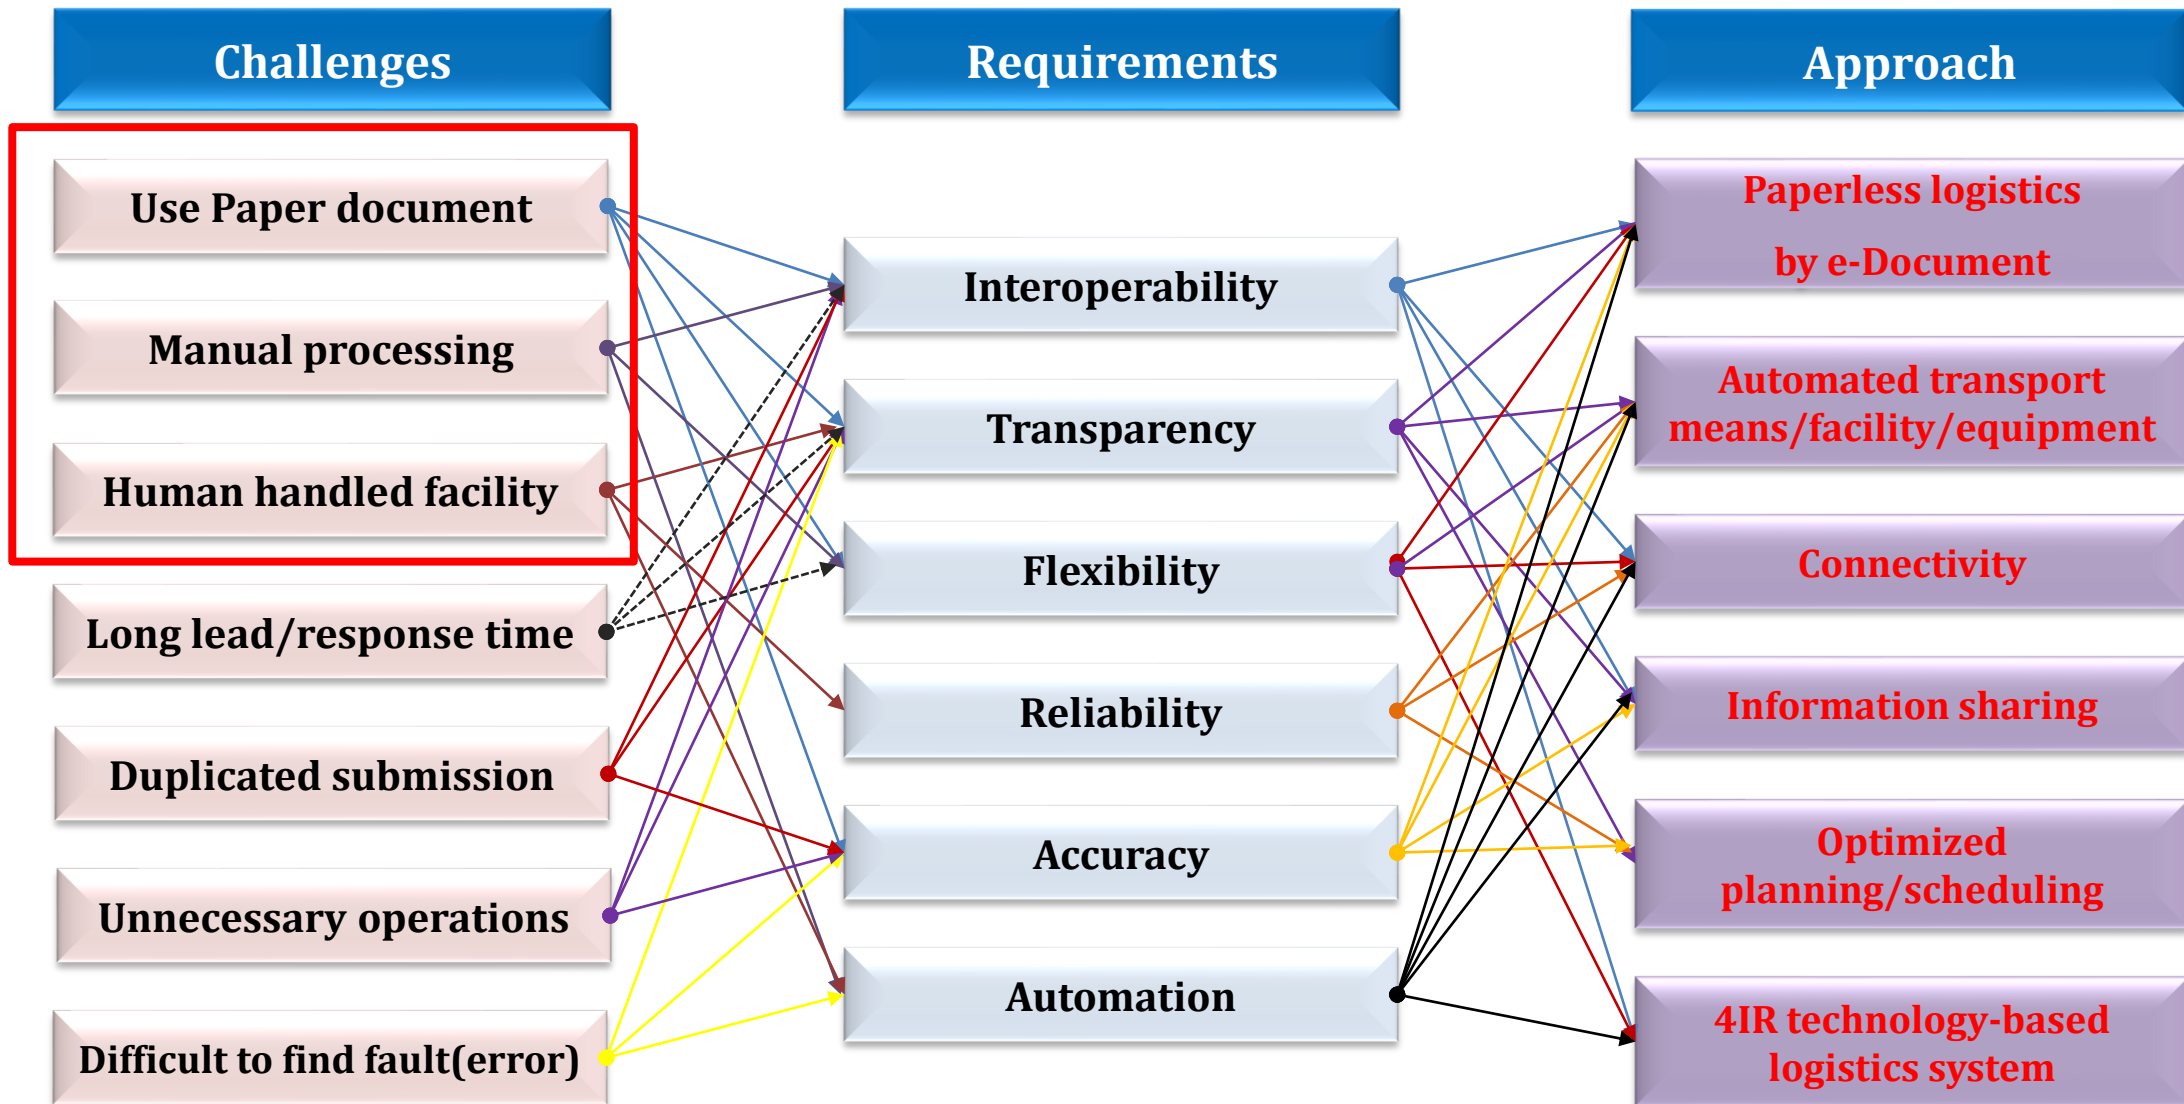 Challenges
Requirements
Approach
Use Paper document
Manual processing
Human handled facility
Long lead/response time
Duplicated submission
Unnecessary operations
Difficult to find fault(error)
Interoperability
Transparency
Flexibility
Reliability
Accuracy
Automation
Paperless logistics
by e-Document
Automated transport
means/facility/equipment
Connectivity
Information sharing
Optimized
planning/scheduling
4IR technology-based
logistics system